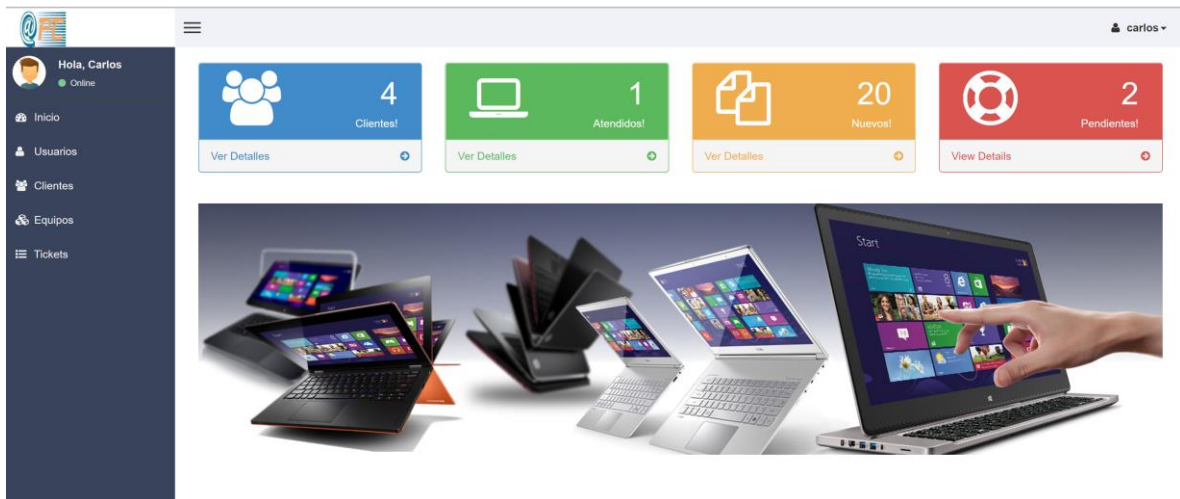 @PC
carlos
Hola, Carlos
Online
Inicio
Usuarios
Clientes
Equipos
Tickets
4
Clientes!
Ver Detalles
1
Atendidos!
Ver Detalles
20
Nuevos!
Ver Detalles
2
Pendientes!
View Details
Start